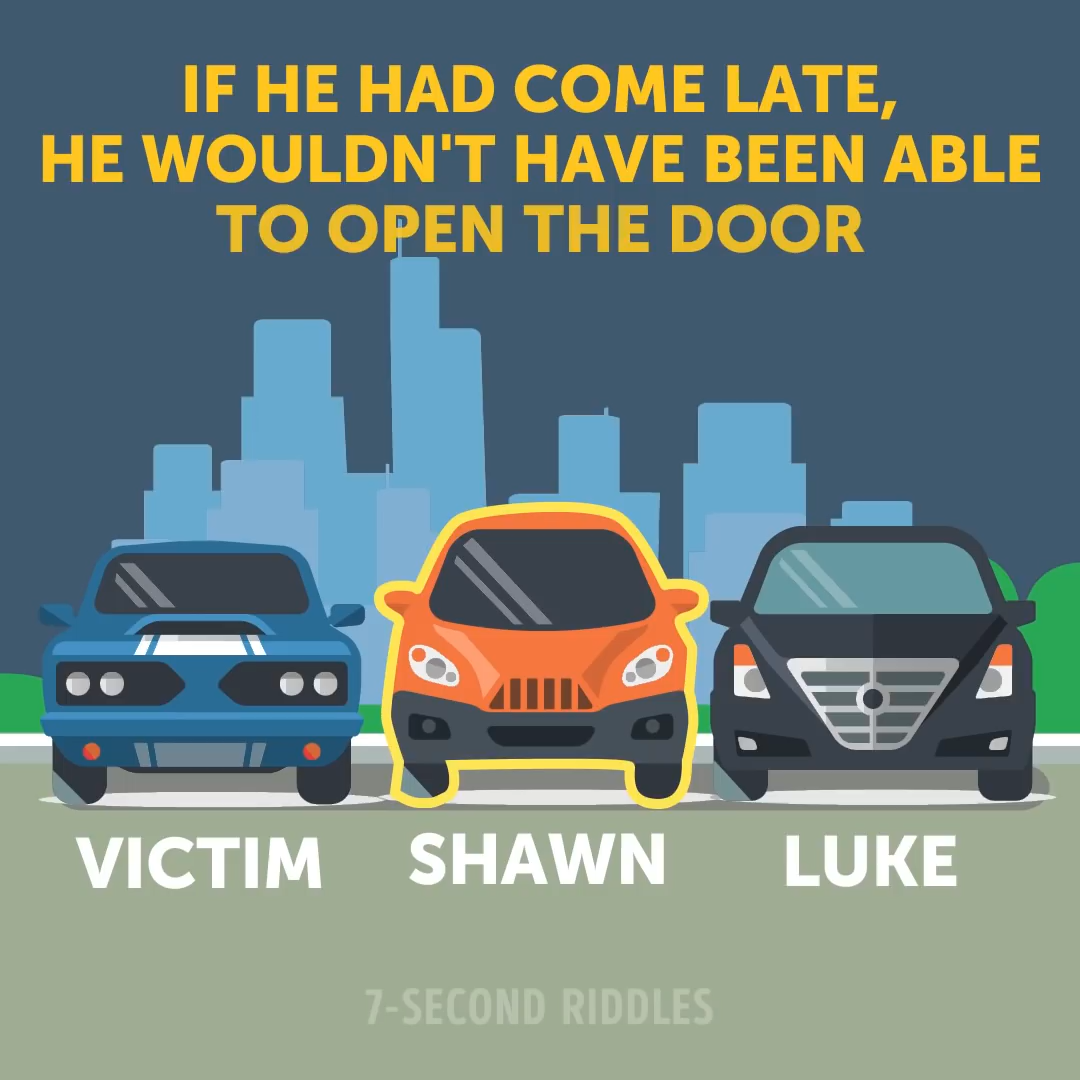 IF HE HAD COME LATE,
HE WOULDN'T HAVE BEEN ABLE
TO OPEN THE DOOR
VICTIM
SHAWN
LUKE
7-SECOND RIDDLES